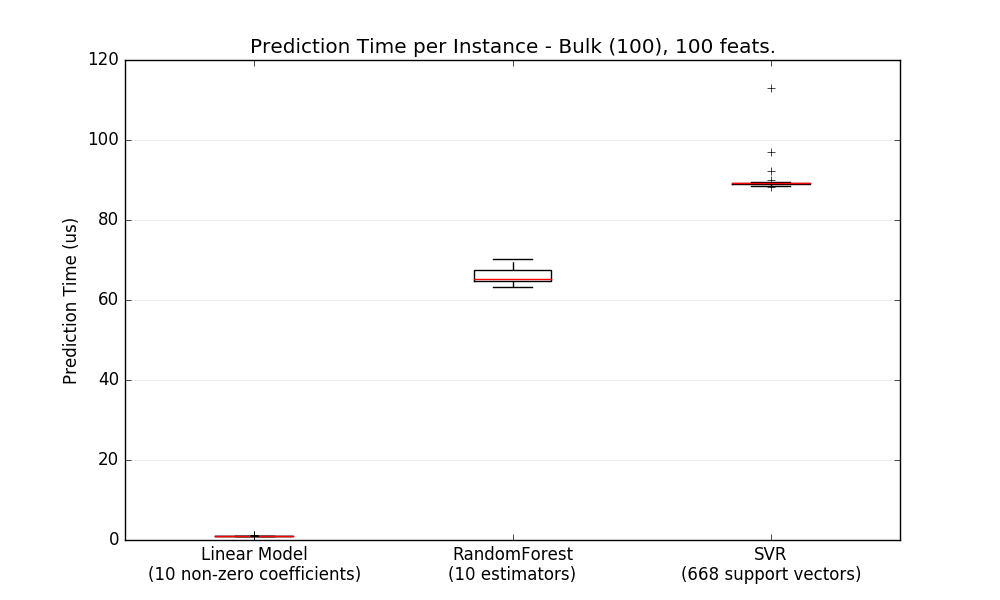 Prediction Time per Instance - Bulk (100), 100 feats.
120
100
80
60
40
20
0
Prediction Time (us)
Linear Model
(10 non-zero coefficients)
RandomForest
(10 estimators)
SVR
(668 support vectors)